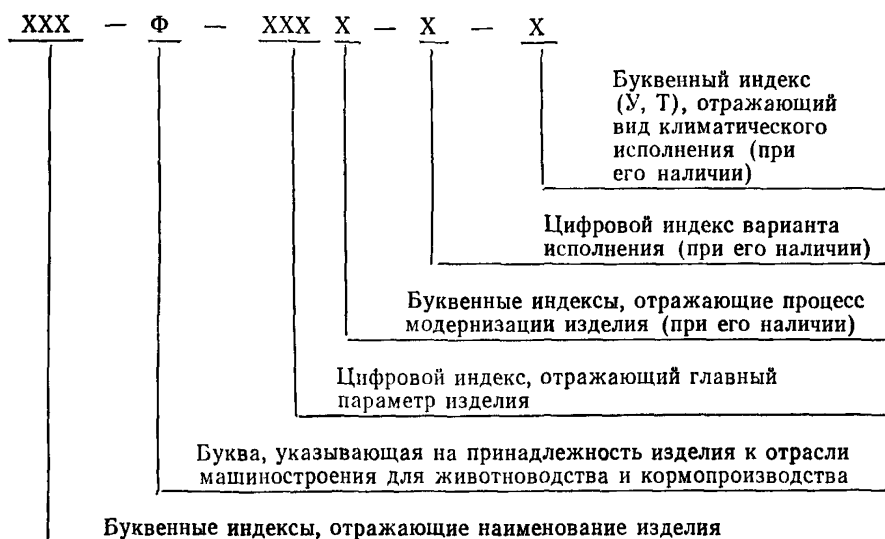 XXX — Ф — XXX X — X — X
Буквенный индекс
(У, Т), отражающий
вид климатического
исполнения (при
его наличии)
Цифровой индекс варианта
исполнения (при его наличии)
Буквенные индексы, отражающие процесс
модернизации изделия (при его наличии)
Цифровой индекс, отражающий главный
параметр изделия
Буква, указывающая на принадлежность изделия к отрасли
машиностроения для животноводства и кормопроизводства
Буквенные индексы, отражающие наименование изделия